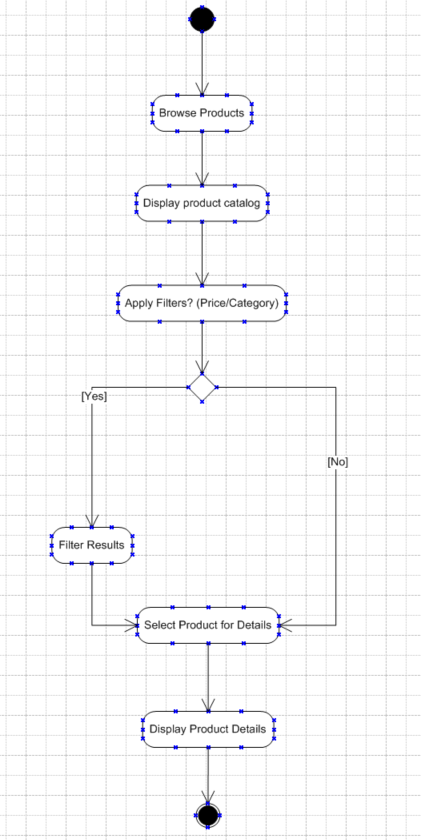 Browse Products
Display product catalog
Apply Filters? (Price/Category)
[Yes]
[No]
Filter Results
Select Product for Details
Display Product Details